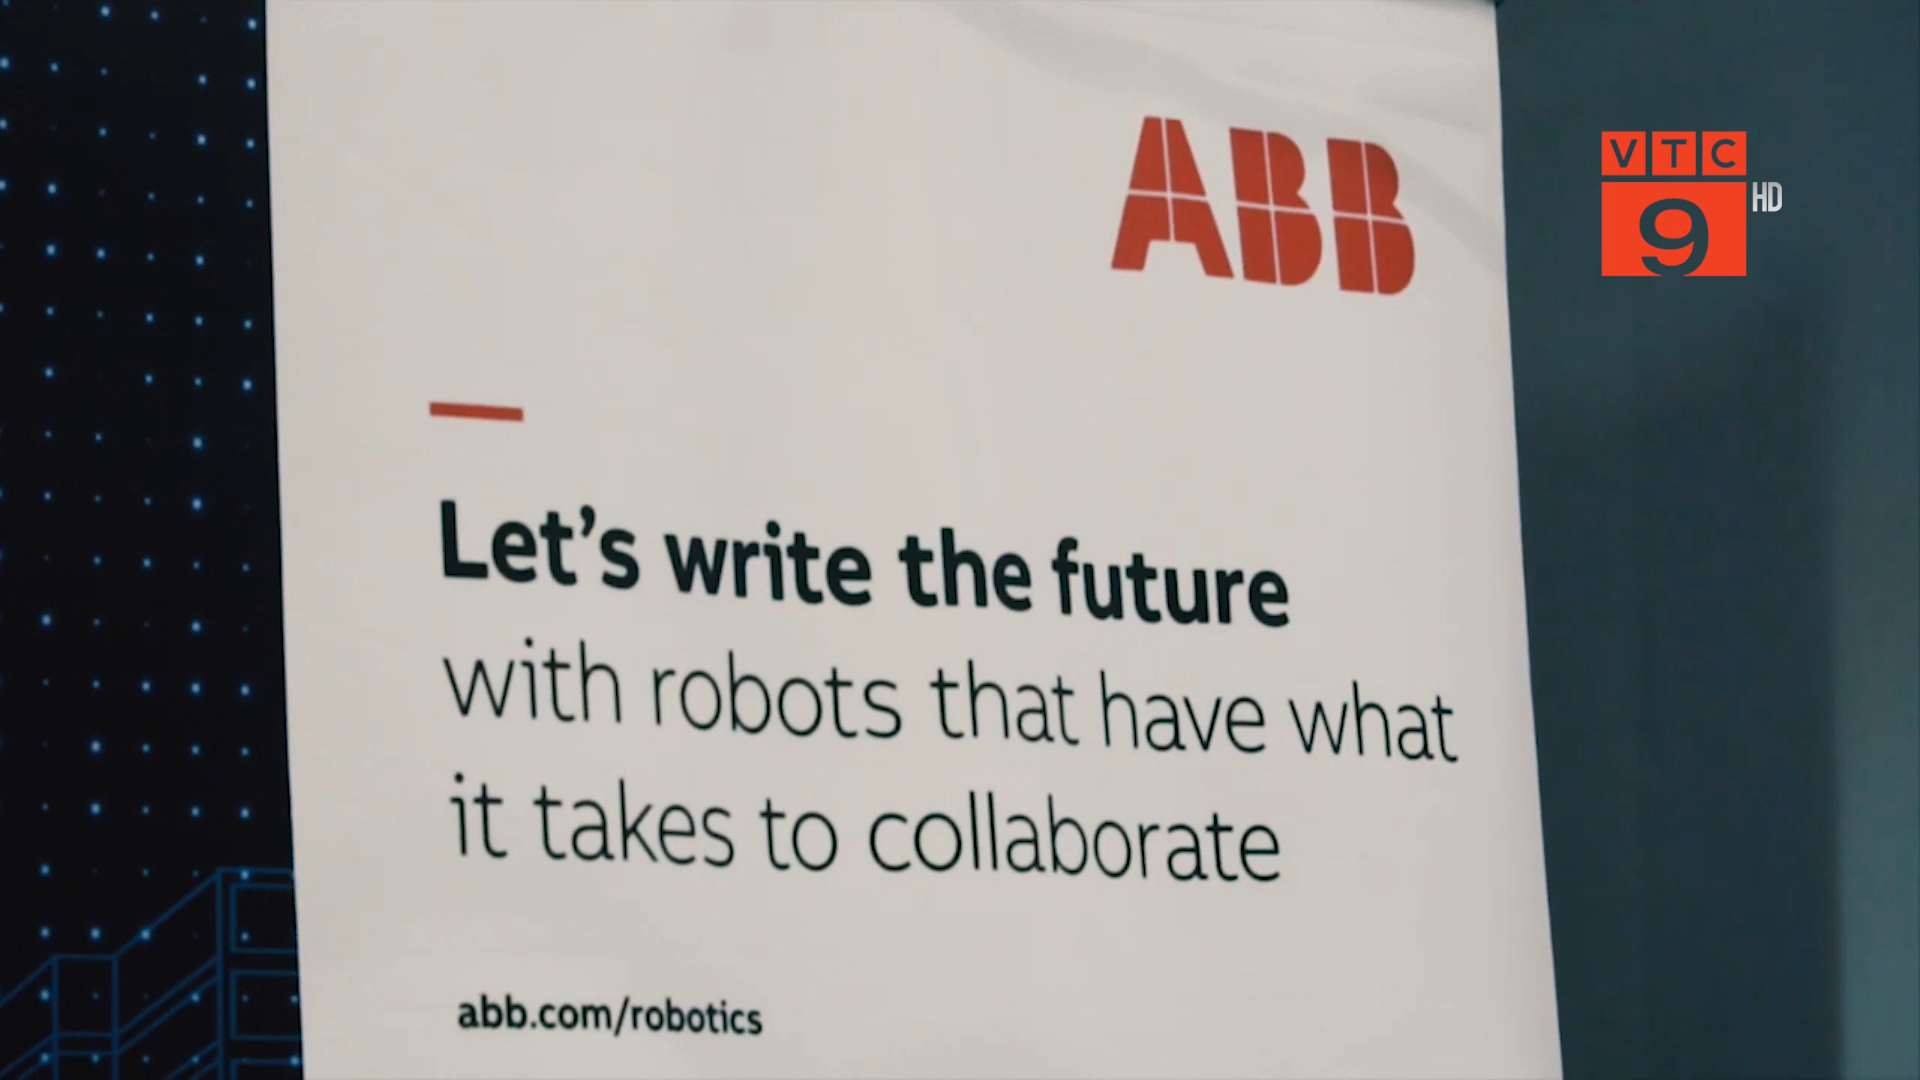 ABB
VTC
9 HD
Let's write the future
with robots that have what
it takes to collaborate
abb.com/robotics